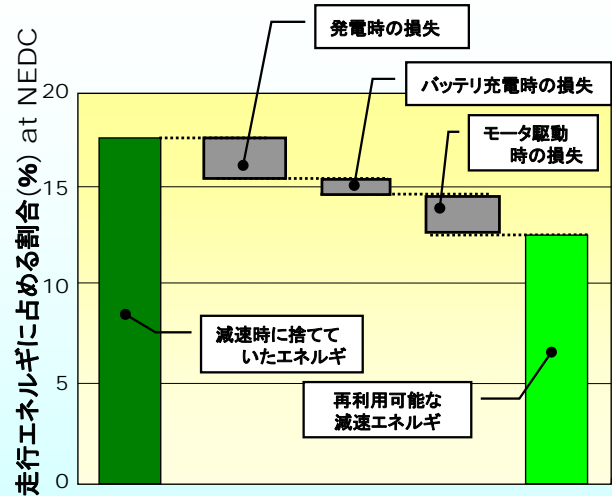 発電時の損失
バッテリ充電時の損失
モータ駆動
時の損失
走行エネルギに占める割合(%) at NEDC
20
15
10
5
0
減速時に捨てて
いたエネルギ
再利用可能な
減速エネルギ